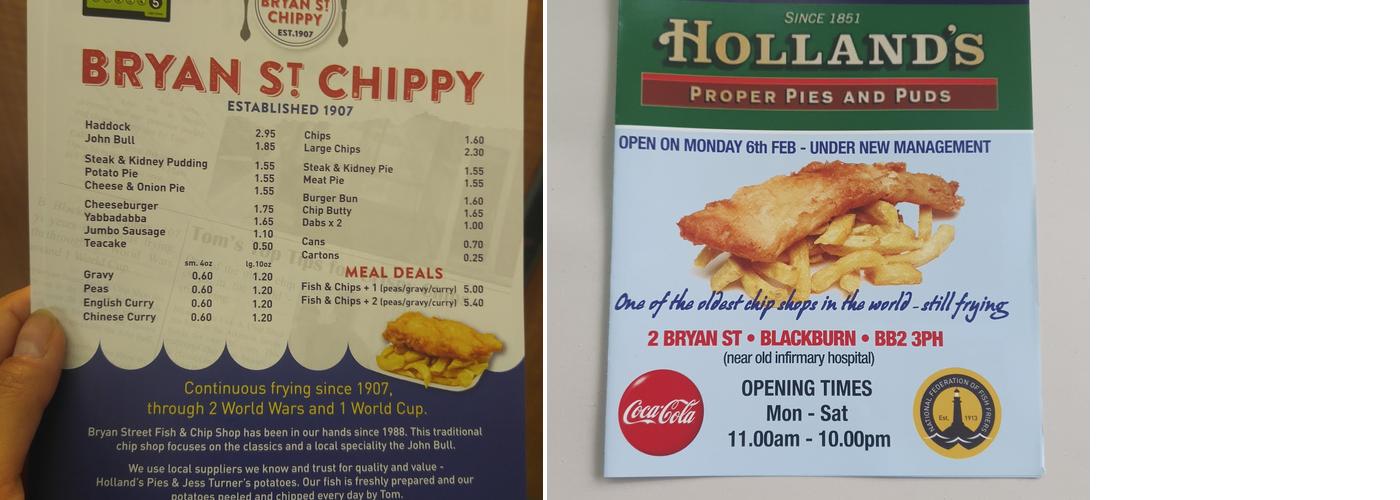 5
BRYAN ST
CHIPPY
EST.1907
BRYAN ST CHIPPY
ESTABLISHED 1907
Haddock 2.95
John Bull 1.85
Steak & Kidney Pudding 1.55
Potato Pie 1.55
Cheese & Onion Pie 1.55
Cheeseburger 1.75
Yabbadabba 1.65
Jumbo Sausage 1.10
Teacake 0.50
sm. 4oz lg.10oz
Gravy 0.60 1.20
Peas 0.60 1.20
English Curry 0.60 1.20
Chinese Curry 0.60 1.20
Chips 1.60
Large Chips 2.30
Steak & Kidney Pie 1.55
Meat Pie 1.55
Burger Bun 1.60
Chip Butty 1.65
Dabs x 2 1.00
Cans 0.70
Cartons 0.25
MEAL DEALS
Fish & Chips + 1 (peas/gravy/curry) 5.00
Fish & Chips + 2 (peas/gravy/curry) 5.40
Continuous frying since 1907,
through 2 World Wars and 1 World Cup.
Bryan Street Fish & Chip Shop has been in our hands since 1988. This traditional
chip shop focuses on the classics and a local speciality the John Bull.
We use local suppliers we know and trust for quality and value -
Holland's Pies & Jess Turner's potatoes. Our fish is freshly prepared and our
potatoes peeled and chipped every day by Tom.
SINCE 1851
HOLLAND'S
PROPER PIES AND PUDS
OPEN ON MONDAY 6th FEB - UNDER NEW MANAGEMENT
One of the oldest chip shops in the world - still frying
2 BRYAN ST • BLACKBURN • BB2 3PH
(near old infirmary hospital)
Coca-Cola
OPENING TIMES
Mon - Sat
11.00am - 10.00pm
NATIONAL FEDERATION OF FISH FRIERS
Est. 1913